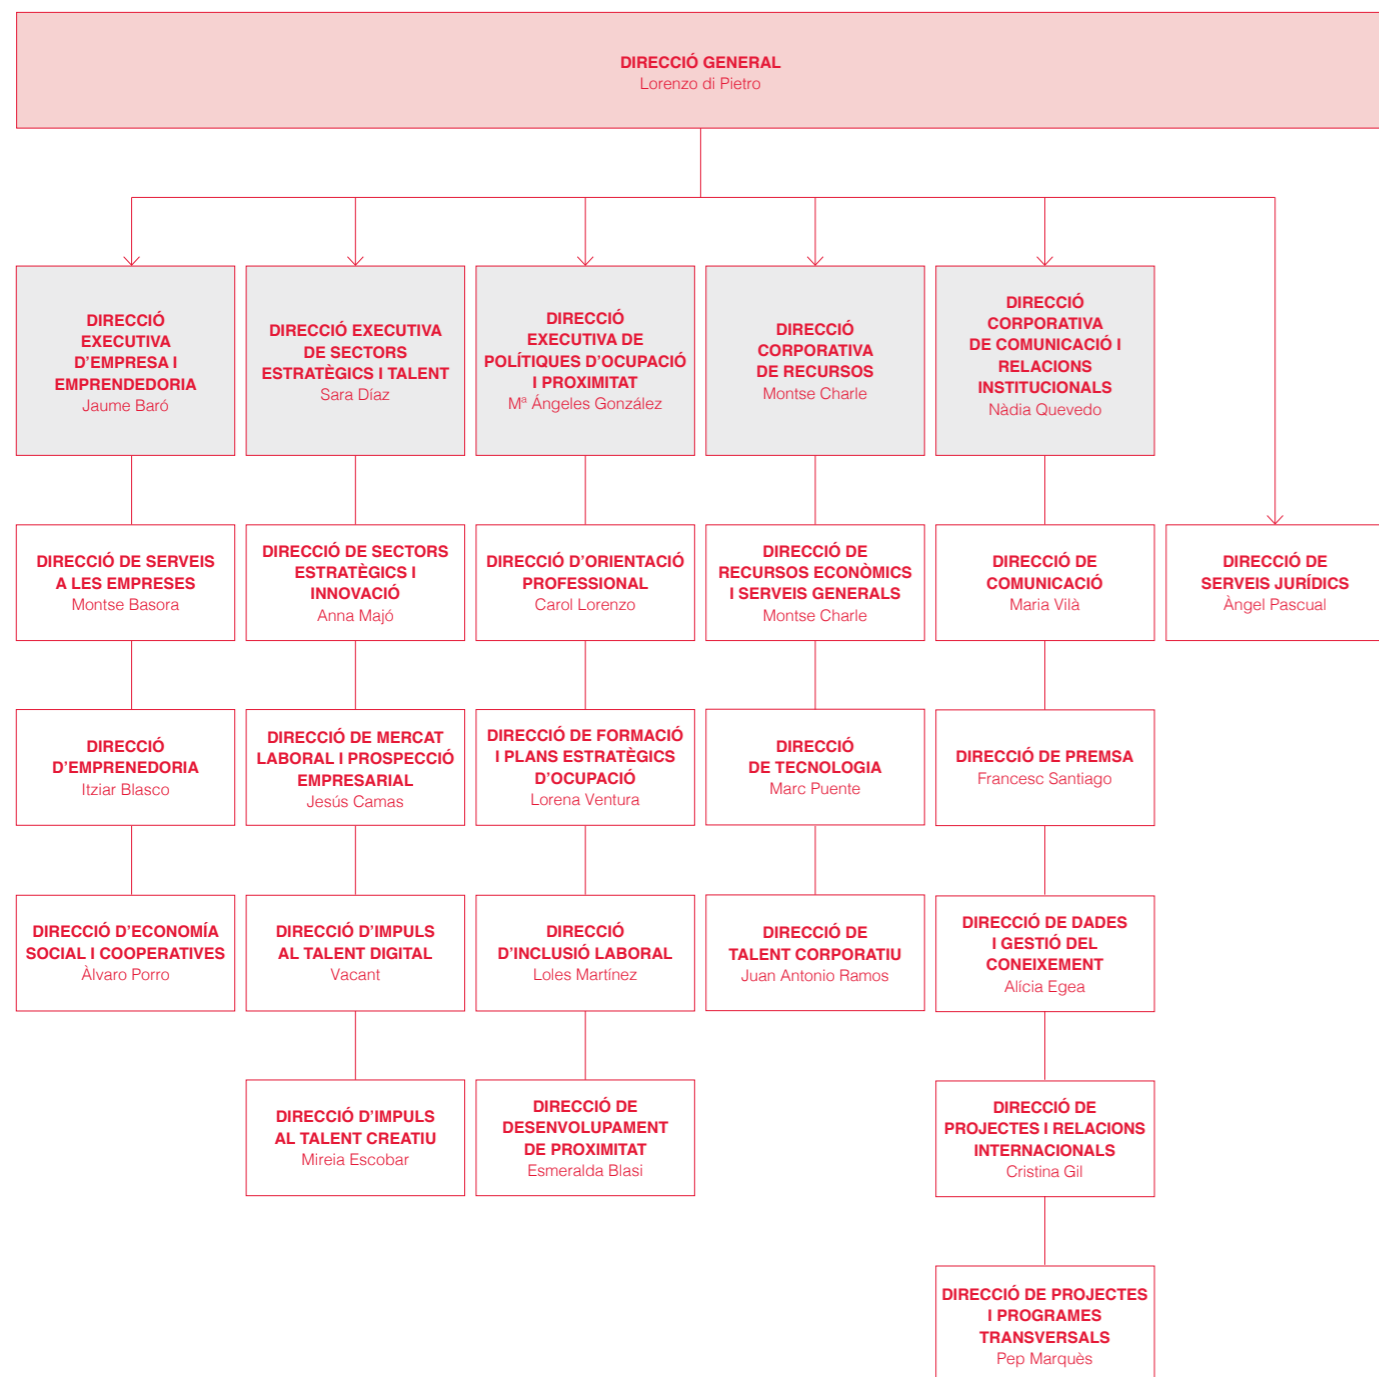 DIRECCIÓ GENERAL
Lorenzo di Pietro
DIRECCIÓ
EXECUTIVA
D'EMPRESA I
EMPRENDEDORIA
Jaume Baró
DIRECCIÓ EXECUTIVA
DE SECTORS
ESTRATÈGICS I TALENT
Sara Díaz
DIRECCIÓ
EXECUTIVA DE
POLÍTIQUES D'OCUPACIÓ
I PROXIMITAT
Mª Ángeles González
DIRECCIÓ
CORPORATIVA
DE RECURSOS
Montse Charle
DIRECCIÓ
CORPORATIVA
DE COMUNICACIÓ I
RELACIONS
INSTITUCIONALS
Nàdia Quevedo
DIRECCIÓ DE SERVEIS
A LES EMPRESES
Montse Basora
DIRECCIÓ DE SECTORS
ESTRATÈGICS I
INNOVACIÓ
Anna Majó
DIRECCIÓ D'ORIENTACIÓ
PROFESSIONAL
Carol Lorenzo
DIRECCIÓ DE
RECURSOS ECONÒMICS
I SERVEIS GENERALS
Montse Charle
DIRECCIÓ DE
COMUNICACIÓ
Maria Vilà
DIRECCIÓ DE
SERVEIS JURÍDICS
Àngel Pascual
DIRECCIÓ
D'EMPRENEDORIA
Itziar Blasco
DIRECCIÓ DE MERCAT
LABORAL I PROSPECCIÓ
EMPRESARIAL
Jesús Camas
DIRECCIÓ DE FORMACIÓ
I PLANS ESTRATÈGICS
D'OCUPACIÓ
Lorena Ventura
DIRECCIÓ
DE TECNOLOGIA
Marc Puente
DIRECCIÓ DE PREMSA
Francesc Santiago
DIRECCIÓ D'ECONOMÍA
SOCIAL I COOPERATIVES
Àlvaro Porro
DIRECCIÓ D'IMPULS
AL TALENT DIGITAL
Vacant
DIRECCIÓ
D'INCLUSIÓ LABORAL
Loles Martínez
DIRECCIÓ DE
TALENT CORPORATIU
Juan Antonio Ramos
DIRECCIÓ DE DADES
I GESTIÓ DEL
CONEIXEMENT
Alícia Egea
DIRECCIÓ D'IMPULS
AL TALENT CREATIU
Mireia Escobar
DIRECCIÓ DE
DESENVOLUPAMENT
DE PROXIMITAT
Esmeralda Blasi
DIRECCIÓ DE
PROJECTES I RELACIONS
INTERNACIONALS
Cristina Gil
DIRECCIÓ DE PROJECTES
I PROGRAMES
TRANSVERSALS
Pep Marquès